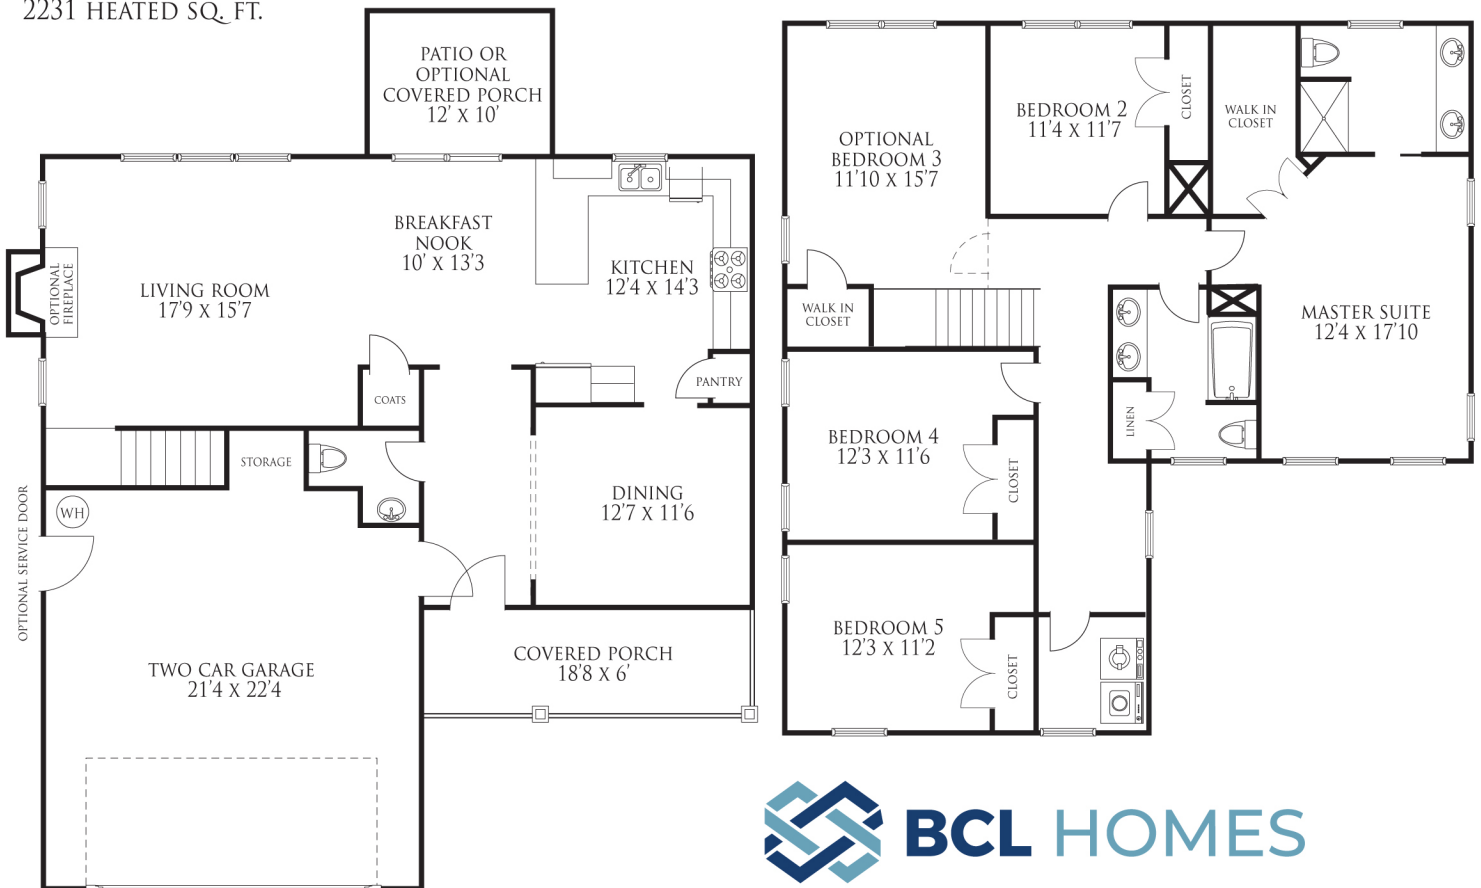 2231 HEATED SQ. FT.
PATIO OR
OPTIONAL
COVERED PORCH
12' X 10'
LIVING ROOM
17'9 X 15'7
OPTIONAL
FIREPLACE
BREAKFAST
NOOK
10' X 13'3
KITCHEN
12'4 X 14'3
PANTRY
COATS
STORAGE
WH
OPTIONAL SERVICE DOOR
DINING
12'7 X 11'6
TWO CAR GARAGE
21'4 X 22'4
COVERED PORCH
18'8 X 6'
OPTIONAL
BEDROOM 3
11'10 X 15'7
BEDROOM 2
11'4 X 11'7
CLOSET
WALK IN
CLOSET
WALK IN
CLOSET
MASTER SUITE
12'4 X 17'10
LINEN
BEDROOM 4
12'3 X 11'6
CLOSET
BEDROOM 5
12'3 X 11'2
CLOSET
BCL HOMES